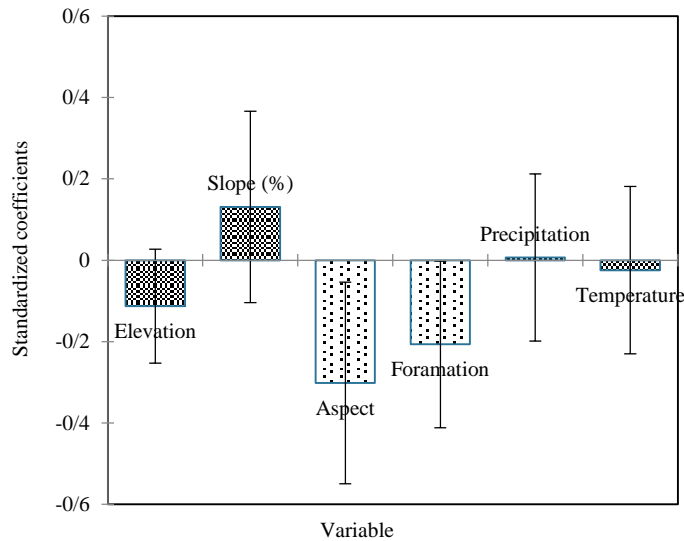 0/6
0/4
0/2
0
-0/2
-0/4
-0/6
Standardized coefficients
Slope (%)
Precipitation
Temperature
Elevation
Foramation
Aspect
Variable